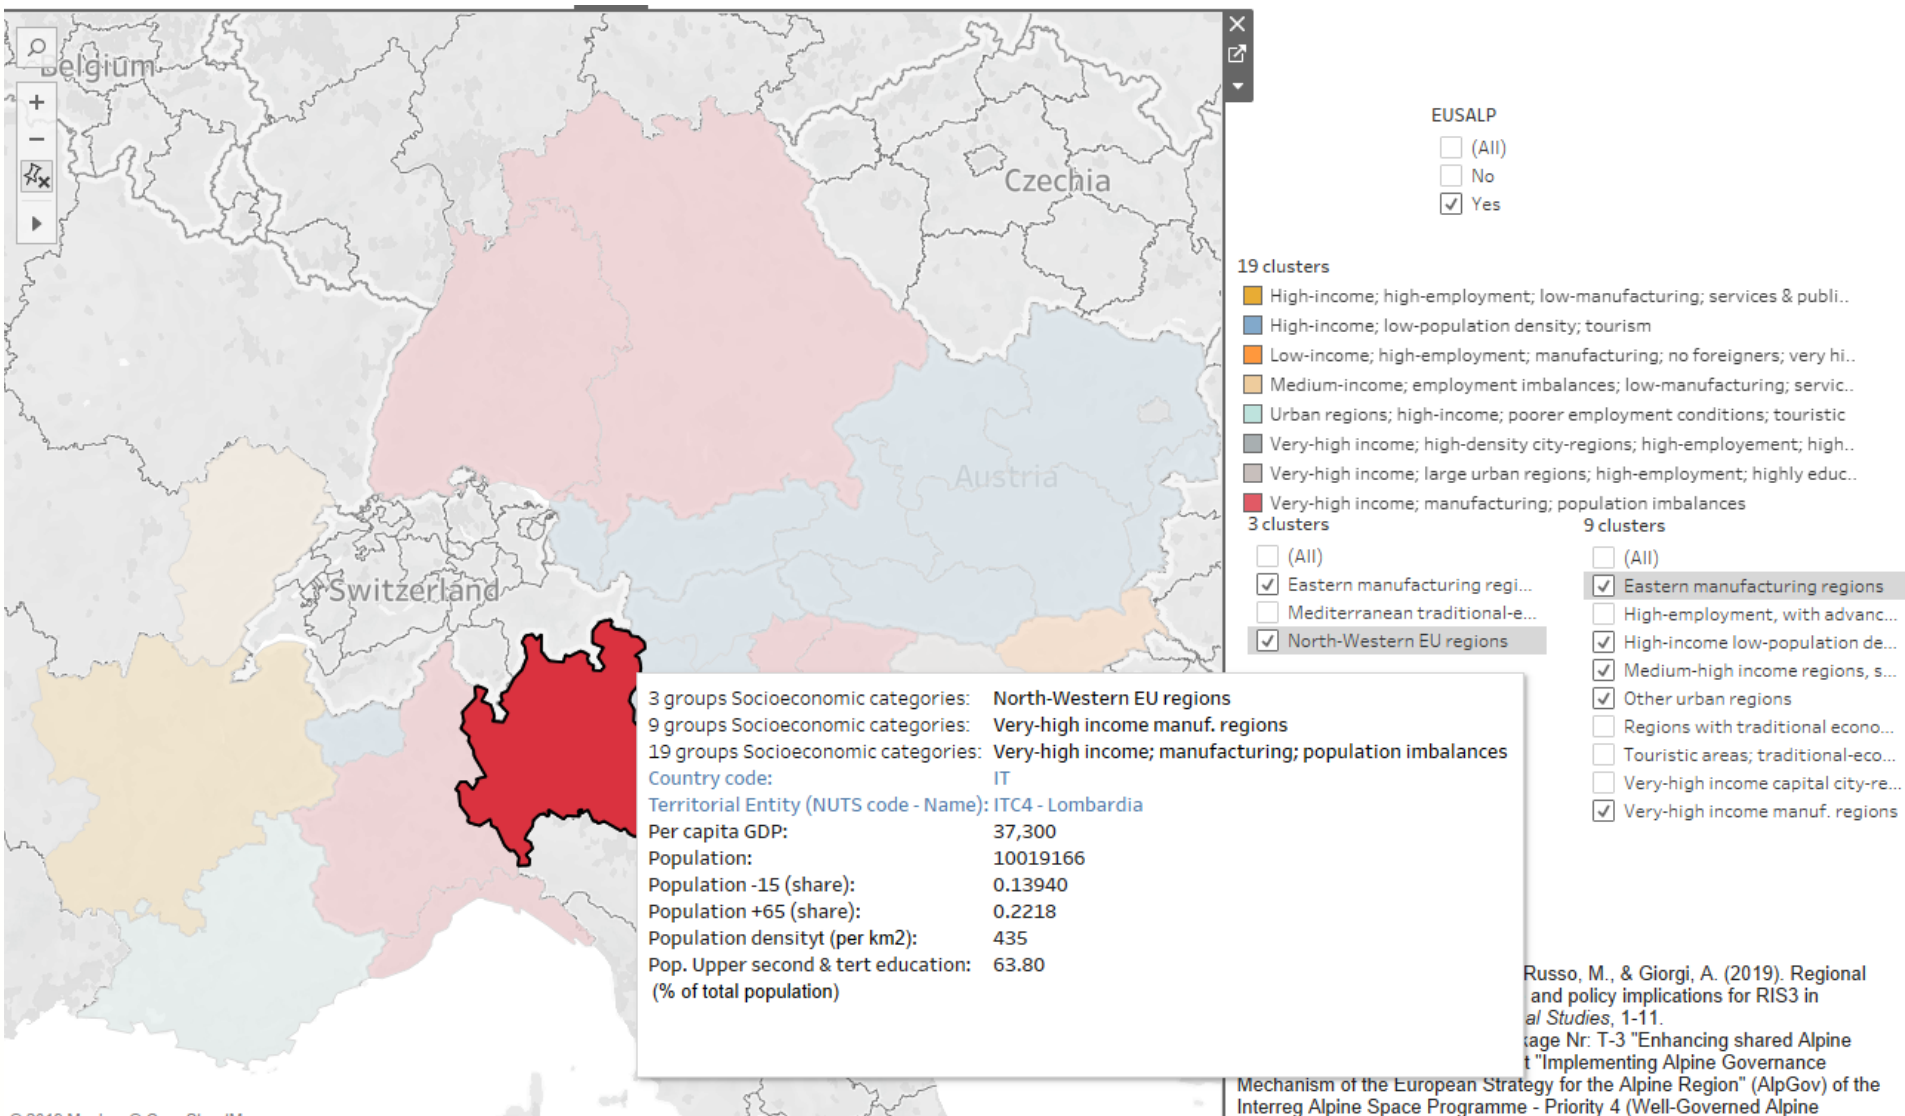 Belgium
Czechia
Austria
Switzerland
EUSALP
(All)
No
Yes
19 clusters
High-income; high-employment; low-manufacturing; services & publi..
High-income; low-population density; tourism
Low-income; high-employment; manufacturing; no foreigners; very hi..
Medium-income; employment imbalances; low-manufacturing; servic..
Urban regions; high-income; poorer employment conditions; touristic
Very-high income; high-density city-regions; high-employement; high..
Very-high income; large urban regions; high-employment; highly educ..
Very-high income; manufacturing; population imbalances
3 clusters
(All)
Eastern manufacturing regi...
Mediterranean traditional-e...
North-Western EU regions
9 clusters
(All)
Eastern manufacturing regions
High-employment, with advanc...
High-income low-population de...
Medium-high income regions, s...
Other urban regions
Regions with traditional econo...
Touristic areas; traditional-eco...
Very-high income capital city-re...
Very-high income manuf. regions
3 groups Socioeconomic categories: North-Western EU regions
9 groups Socioeconomic categories: Very-high income manuf. regions
19 groups Socioeconomic categories: Very-high income; manufacturing; population imbalances
Country code: IT
Territorial Entity (NUTS code - Name): ITC4 - Lombardia
Per capita GDP: 37,300
Population: 10019166
Population -15 (share): 0.13940
Population +65 (share): 0.2218
Population densityt (per km2): 435
Pop. Upper second & tert education: 63.80
(% of total population)
Russo, M., & Giorgi, A. (2019). Regional
and policy implications for RIS3 in
al Studies, 1-11.
kage Nr: T-3 "Enhancing shared Alpine
t "Implementing Alpine Governance
Mechanism of the European Strategy for the Alpine Region" (AlpGov) of the
Interreg Alpine Space Programme - Priority 4 (Well-Governed Alpine